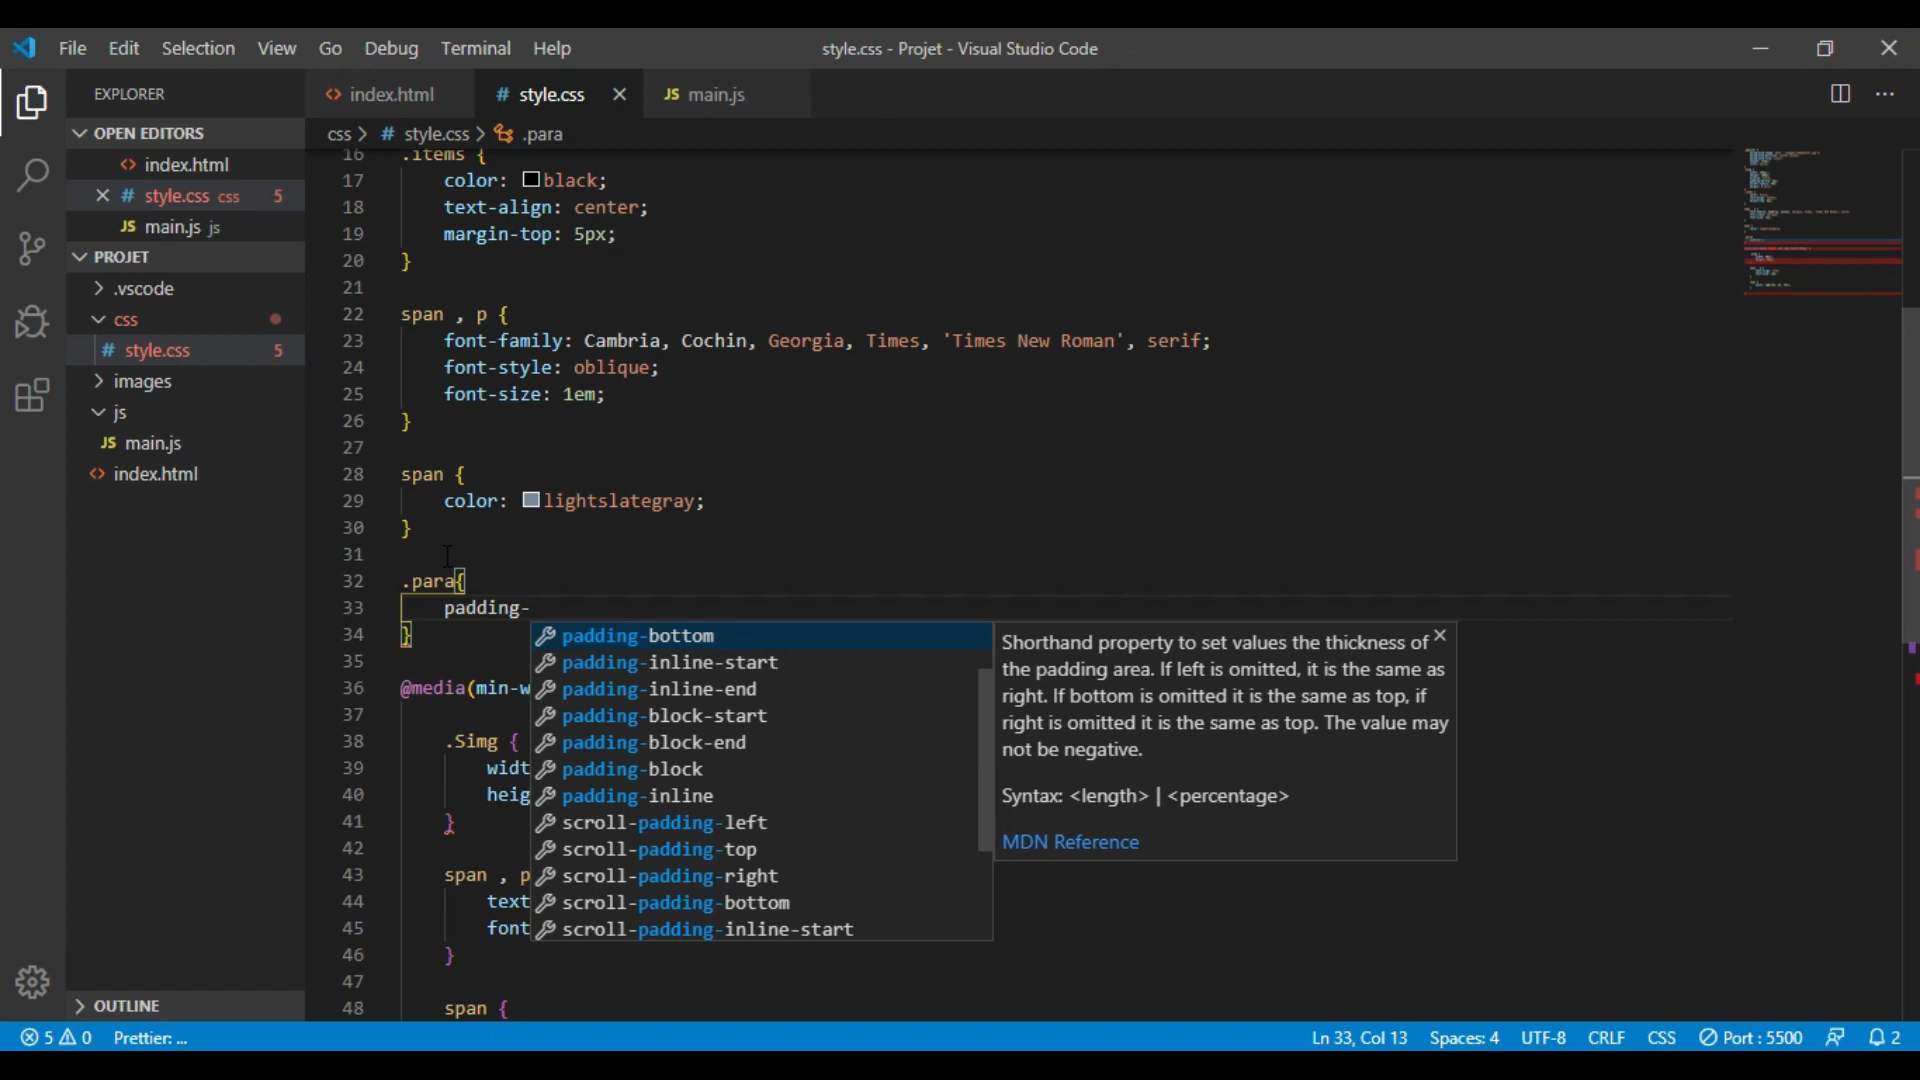 File Edit Selection View Go Debug Terminal Help style.css - Projet - Visual Studio Code
EXPLORER
OPEN EDITORS
index.html
style.css css 5
JS main.js js
PROJET
.vscode
css
# style.css 5
images
js
JS main.js
index.html
OUTLINE
index.html # style.css JS main.js
css > # style.css > .para
16 .items {
17 color: black;
18 text-align: center;
19 margin-top: 5px;
20 }
21
22 span , p {
23 font-family: Cambria, Cochin, Georgia, Times, 'Times New Roman', serif;
24 font-style: oblique;
25 font-size: 1em;
26 }
27
28 span {
29 color: lightslategray;
30 }
31
32 .para{
33 padding-
34 }
35
36 @media(min-w
37
38 .Simg {
39 widt
40 heig
41 }
42
43 span , p
44 text
45 font
46 }
47
48 span {
padding-bottom
padding-inline-start
padding-inline-end
padding-block-start
padding-block-end
padding-block
padding-inline
scroll-padding-left
scroll-padding-top
scroll-padding-right
scroll-padding-bottom
scroll-padding-inline-start
Shorthand property to set values the thickness of
the padding area. If left is omitted, it is the same as
right. If bottom is omitted it is the same as top, if
right is omitted it is the same as top. The value may
not be negative.
Syntax: <length> | <percentage>
MDN Reference
5 0 Prettier: ... Ln 33, Col 13 Spaces: 4 UTF-8 CRLF CSS Port : 5500 2